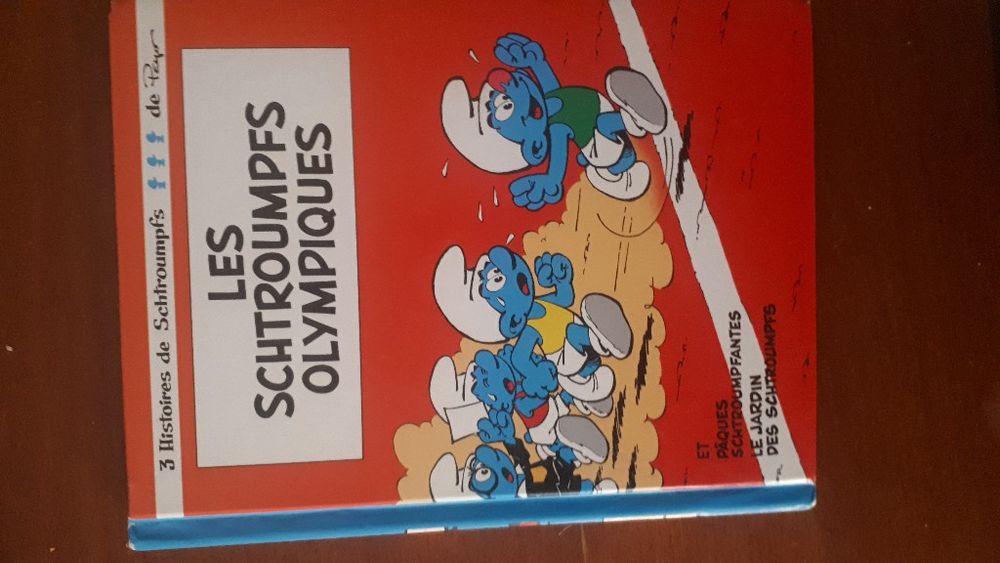 3 Histoires de Schtroumpfs de Peyo
LES
SCHTROUMPFS
OLYMPIQUES
ET
PÂQUES
SCHTROUMPFANTES
LE JARDIN
DES SCHTROUMPFS